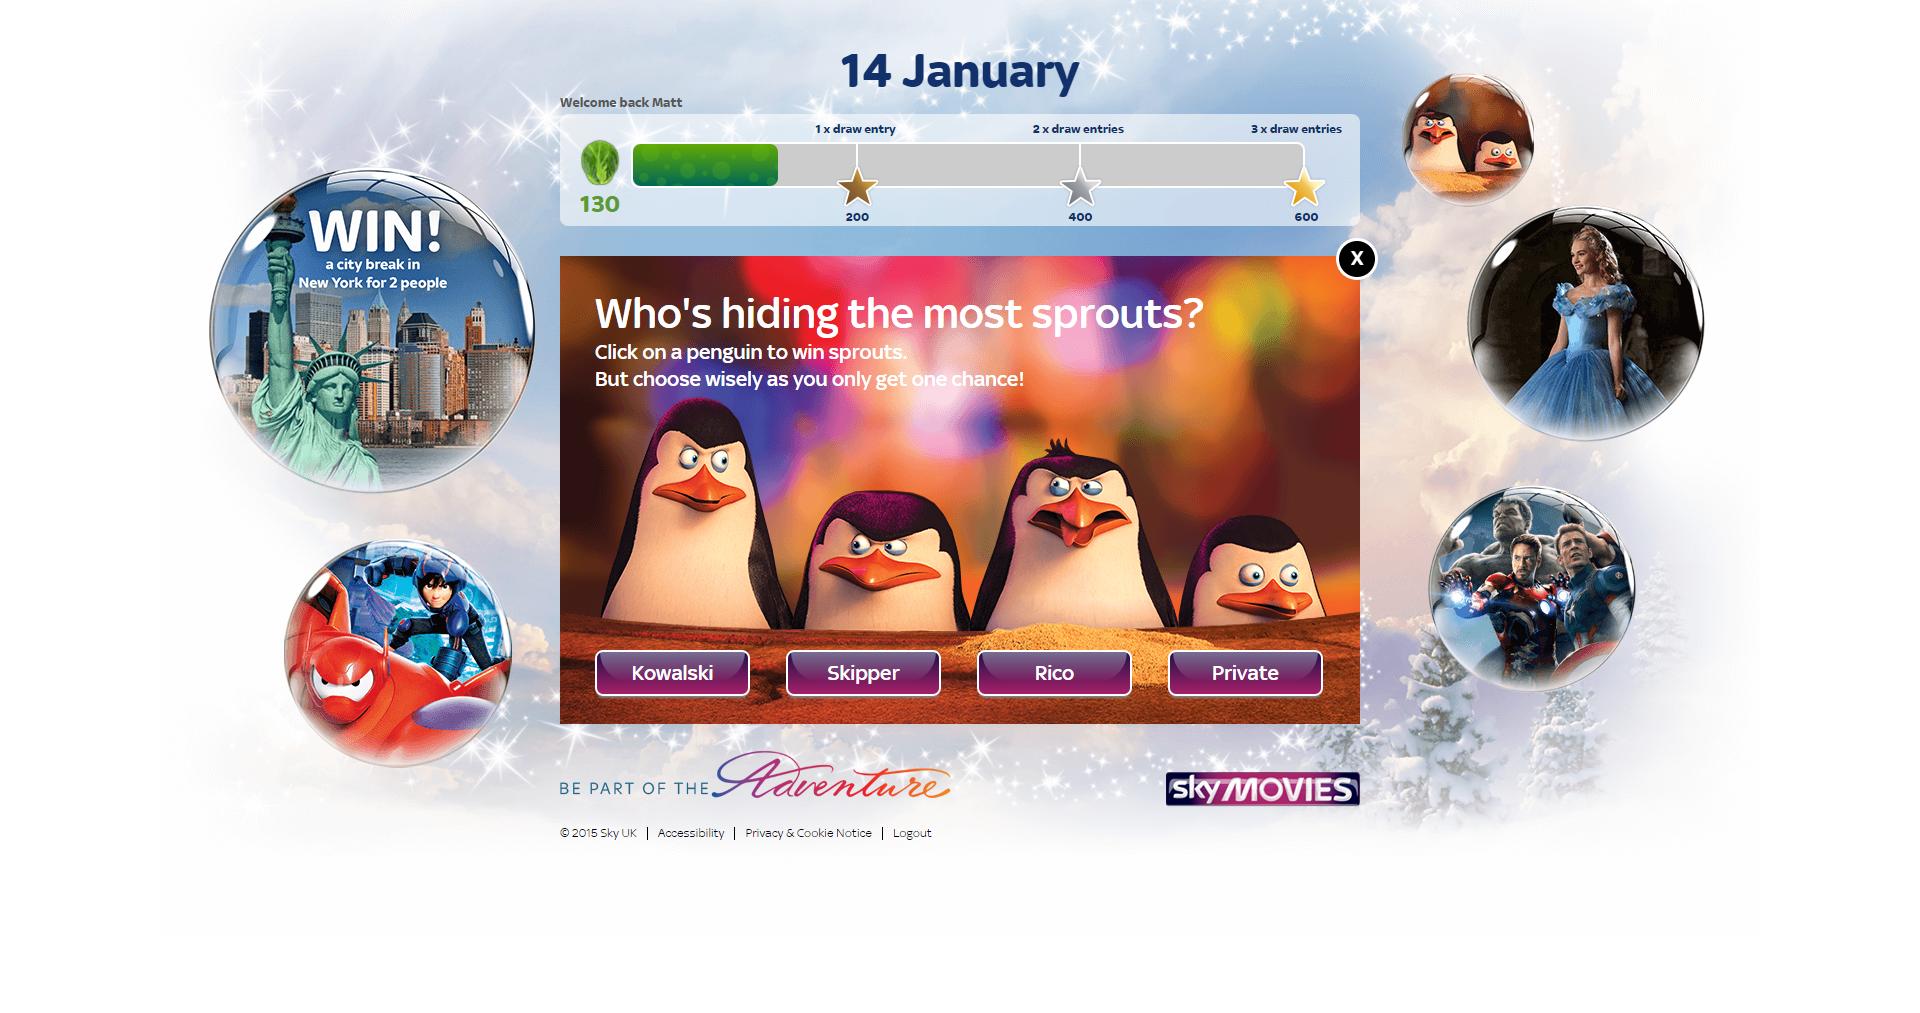 14 January
Welcome back Matt
1 x draw entry
2 x draw entries
3 x draw entries
130
200
400
600
WIN!
a city break in
New York for 2 people
X
Who's hiding the most sprouts?
Click on a penguin to win sprouts.
But choose wisely as you only get one chance!
Kowalski
Skipper
Rico
Private
BE PART OF THE Adventure
sky MOVIES
© 2015 Sky UK | Accessibility | Privacy & Cookie Notice | Logout